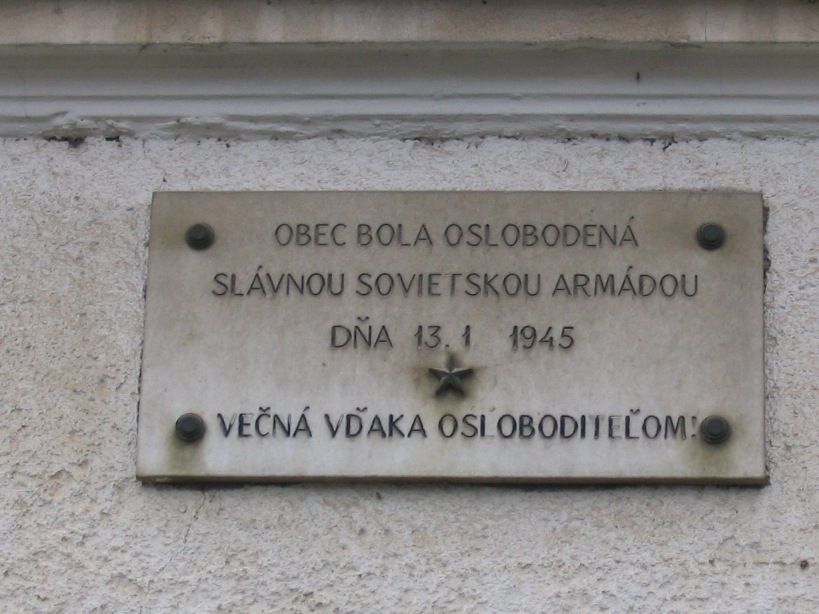 OBEC BOLA OSLOBODENÁ
SLÁVNOU SOVIETSKOU ARMÁDOU
DŇA 13.1 1945
VEČNÁ VĎAKA OSLOBODITEĽOM!